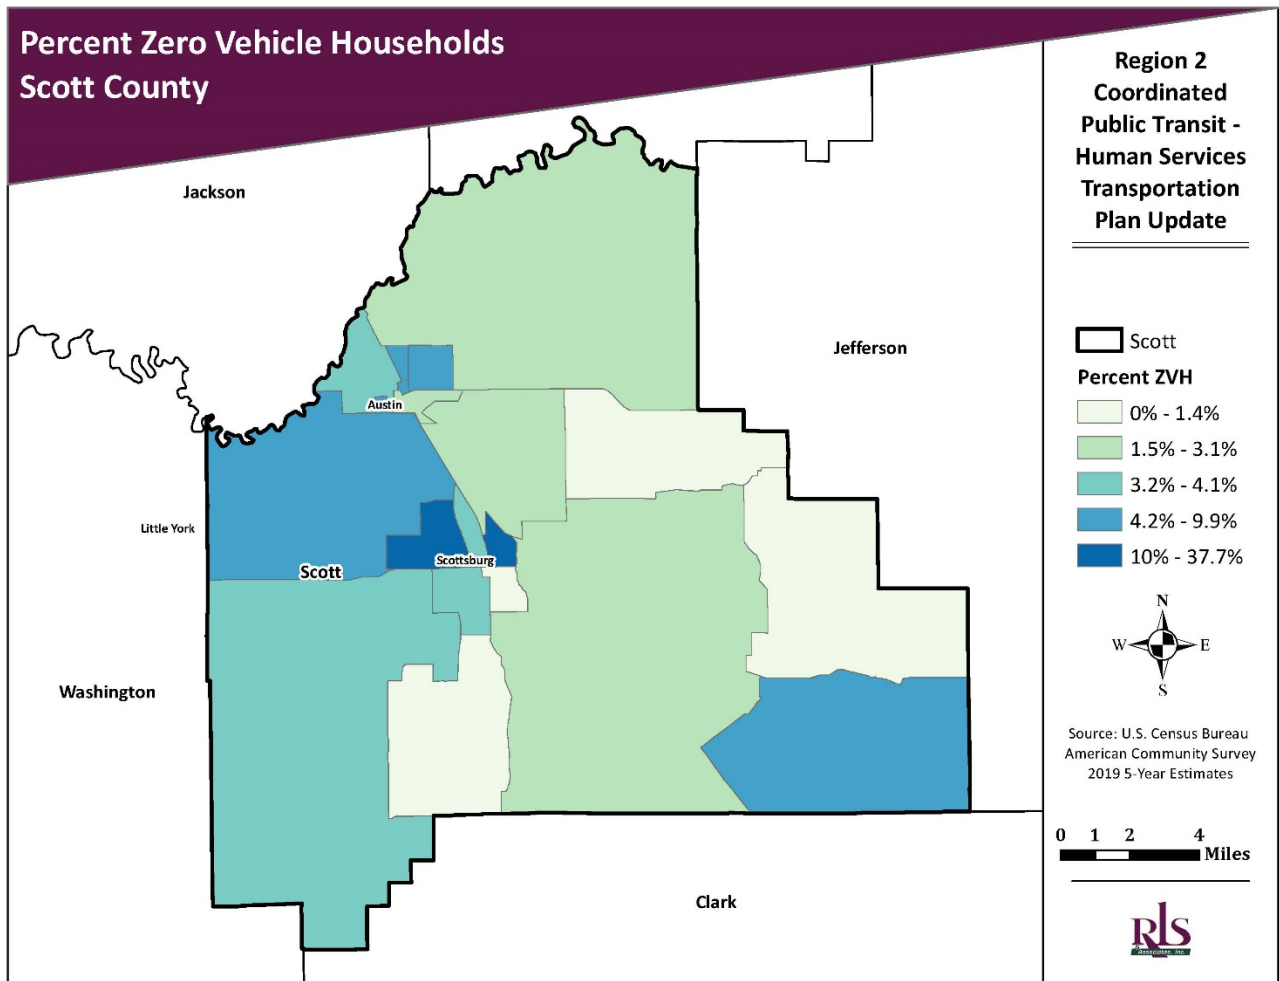 Percent Zero Vehicle Households
Scott County
Jackson
Jefferson
Austin
Little York
Scottsburg
Scott
Washington
Clark
Region 2
Coordinated
Public Transit -
Human Services
Transportation
Plan Update
Scott
Percent ZVH
0% - 1.4%
1.5% - 3.1%
3.2% - 4.1%
4.2% - 9.9%
10% - 37.7%
N
W E
S
Source: U.S. Census Bureau
American Community Survey
2019 5-Year Estimates
0 1 2 4
Miles
RLS
& Associates, Inc.